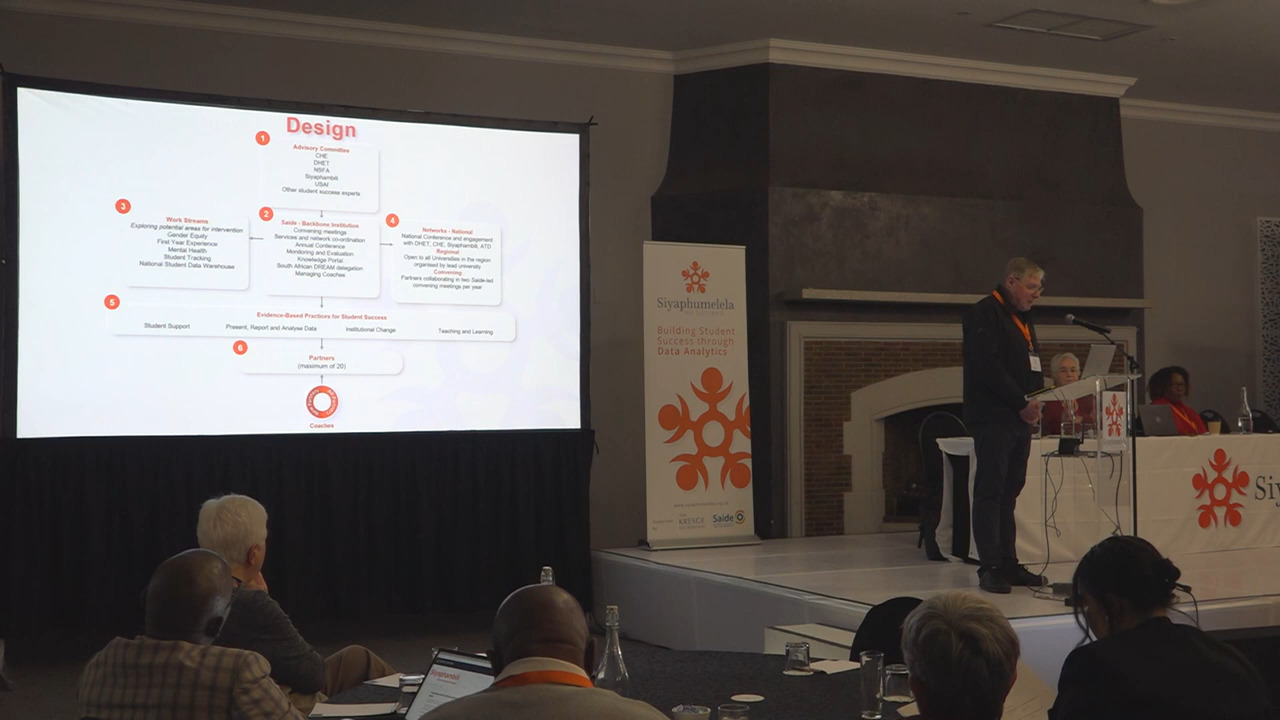 Design
1
Advisory Committee
CHE
DHET
NSFA
Siyaphambili
USAf
Other student success experts
3
Work Streams
Exploring potential areas for intervention
Gender Equity
First Year Experience
Mental Health
Student Tracking
National Student Data Warehouse
2
Saide - Backbone Institution
Convening meetings
Services and network co-ordination
Annual Conference
Monitoring and Evaluation
Knowledge Portal
South African DREAM delegation
Managing Coaches
4
Networks - National
National Conference and engagement
with DHET, CHE, Siyaphambili, ATD
Regional
Open to all Universities in the region
organised by lead university
Convening
Partners collaborating in two Saide-led
convening meetings per year
5
Evidence-Based Practices for Student Success
Student Support
Present, Report and Analyse Data
Institutional Change
Teaching and Learning
6
Partners
(maximum of 20)
Coaches
Siyaphumelela
Building Student
Success through
Data Analytics
KRESGE
Saide
Siy
Siyaphambili